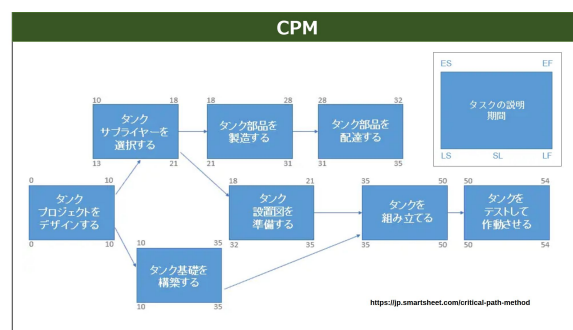 CPM
ES EF
タスクの説明
期間
LS SL LF
10 18
タンク
サプライヤーを
選択する
13 21
18 28
タンク部品を
製造する
21 31
28 32
タンク部品を
配達する
31 35
0 10
タンク
プロジェクトを
デザインする
0 10
18 21
タンク
設置図を
準備する
32 35
35 50
タンクを
組み立てる
35 50
50 54
タンクを
テストして
作動させる
50 54
10 35
タンク基礎を
構築する
10 35
https://jp.smartsheet.com/critical-path-method